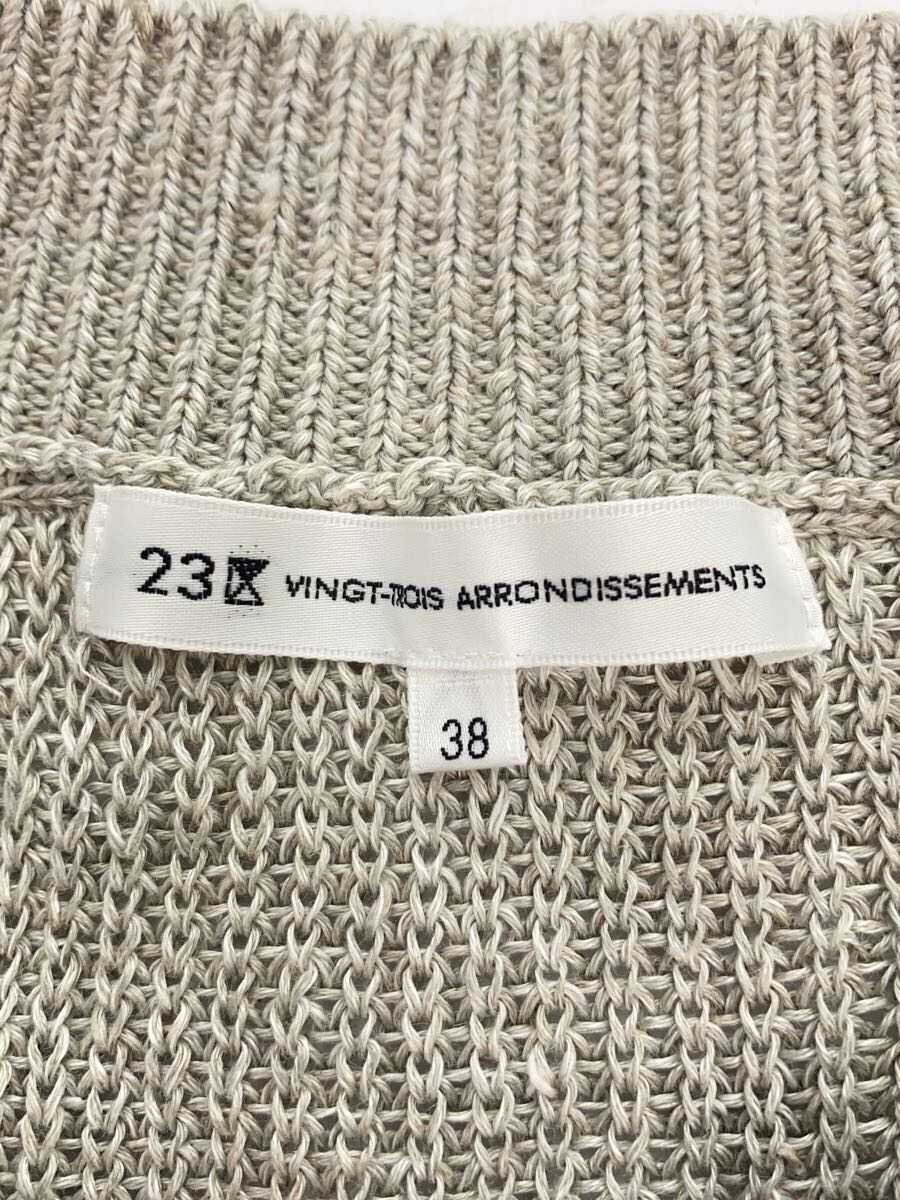 23区 VINGT-TROIS ARRONDISSEMENTS
38